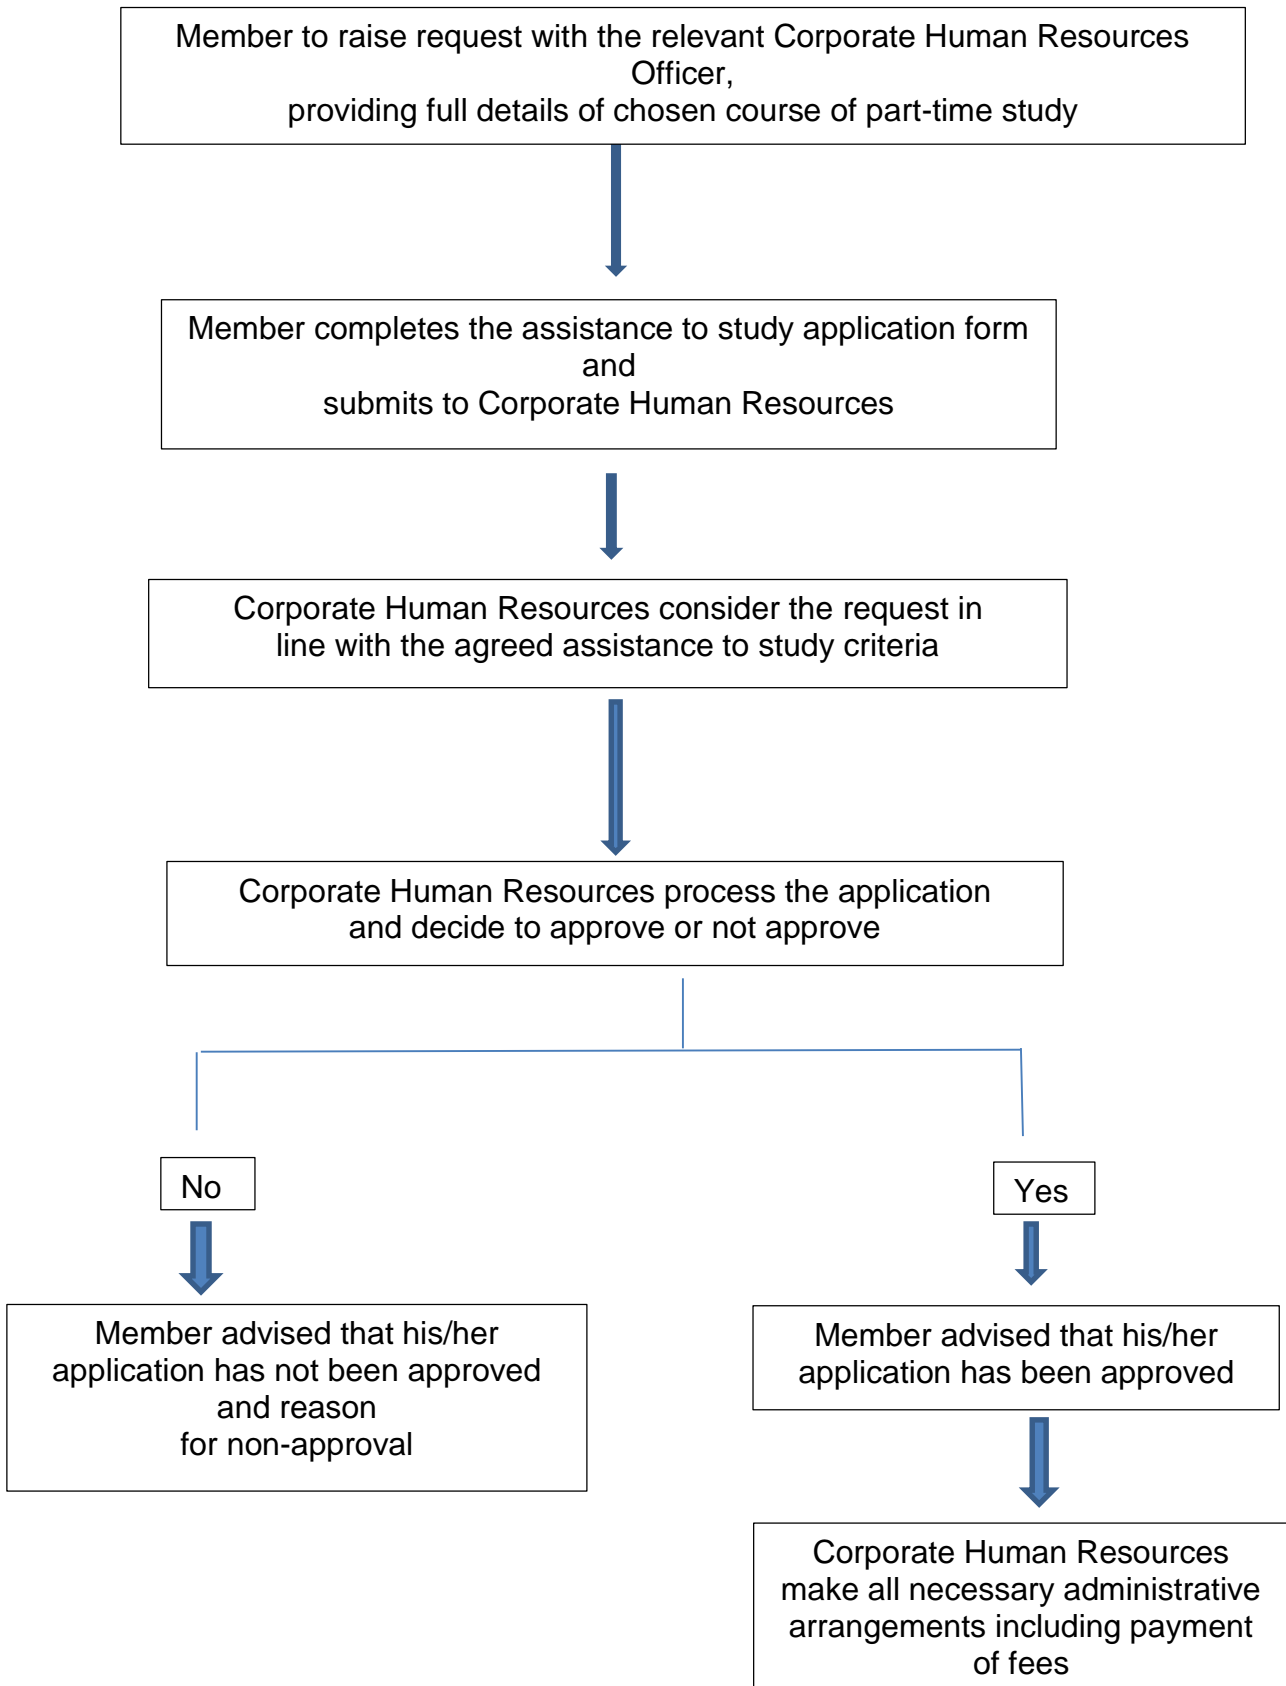 Member to raise request with the relevant Corporate Human Resources
Officer,
providing full details of chosen course of part-time study
Member completes the assistance to study application form
and
submits to Corporate Human Resources
Corporate Human Resources consider the request in
line with the agreed assistance to study criteria
Corporate Human Resources process the application
and decide to approve or not approve
No
Yes
Member advised that his/her
application has not been approved
and reason
for non-approval
Member advised that his/her
application has been approved
Corporate Human Resources
make all necessary administrative
arrangements including payment
of fees